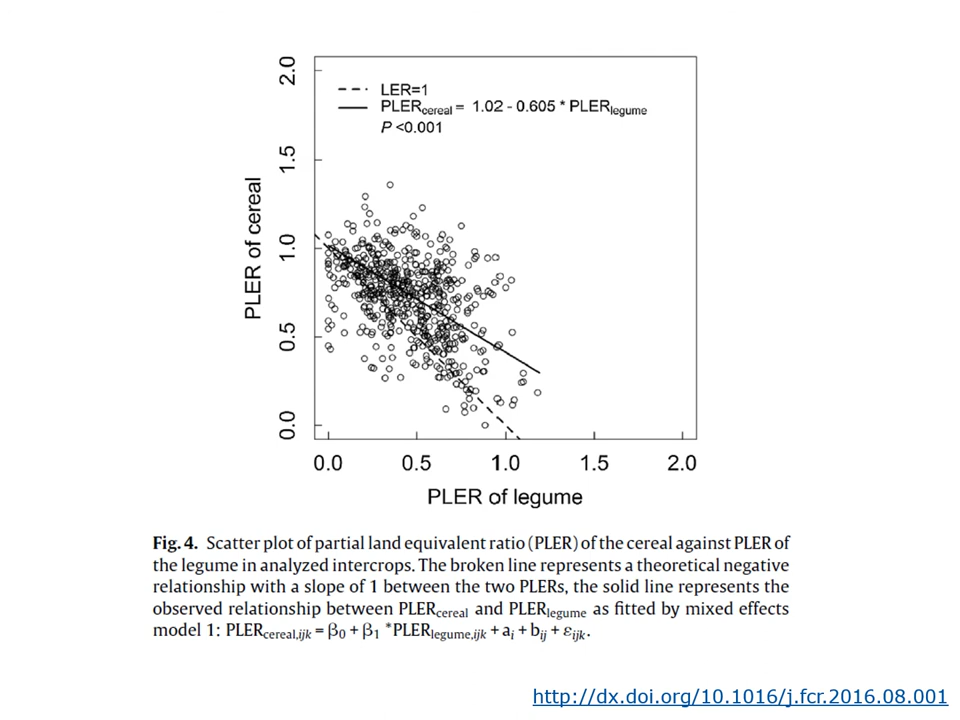 2.0
1.5
1.0
0.5
0.0
PLER of cereal
LER=1
PLERcereal = 1.02 - 0.605 * PLERlegume
P <0.001
0.0 0.5 1.0 1.5 2.0
PLER of legume
Fig. 4. Scatter plot of partial land equivalent ratio (PLER) of the cereal against PLER of
the legume in analyzed intercrops. The broken line represents a theoretical negative
relationship with a slope of 1 between the two PLERs, the solid line represents the
observed relationship between PLERcereal and PLERlegume as fitted by mixed effects
model 1: PLERcereal,ijk = β0 + β1 *PLERlegume,ijk + ai + bij + εijk.
http://dx.doi.org/10.1016/j.fcr.2016.08.001